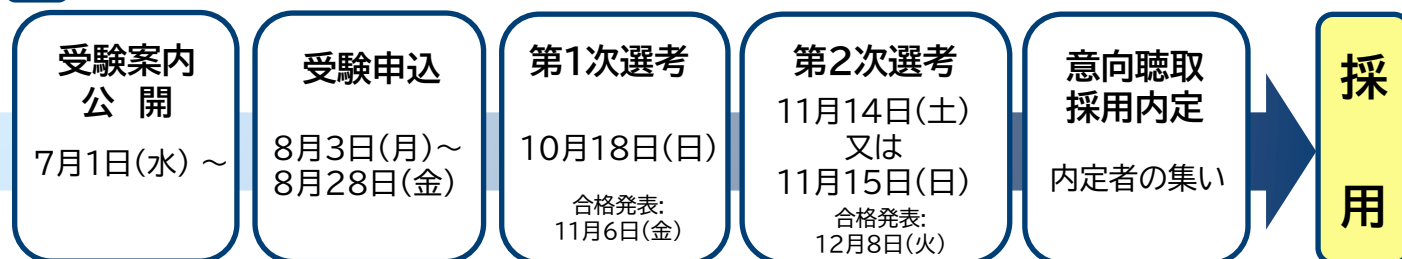 受験案内
公　開
7月1日(水) ～
受験申込
8月3日(月)～
8月28日(金)
第1次選考
10月18日(日)
合格発表:
11月6日(金)
第2次選考
11月14日(土)
又は
11月15日(日)
合格発表:
12月8日(火)
意向聴取
採用内定
内定者の集い
採
用